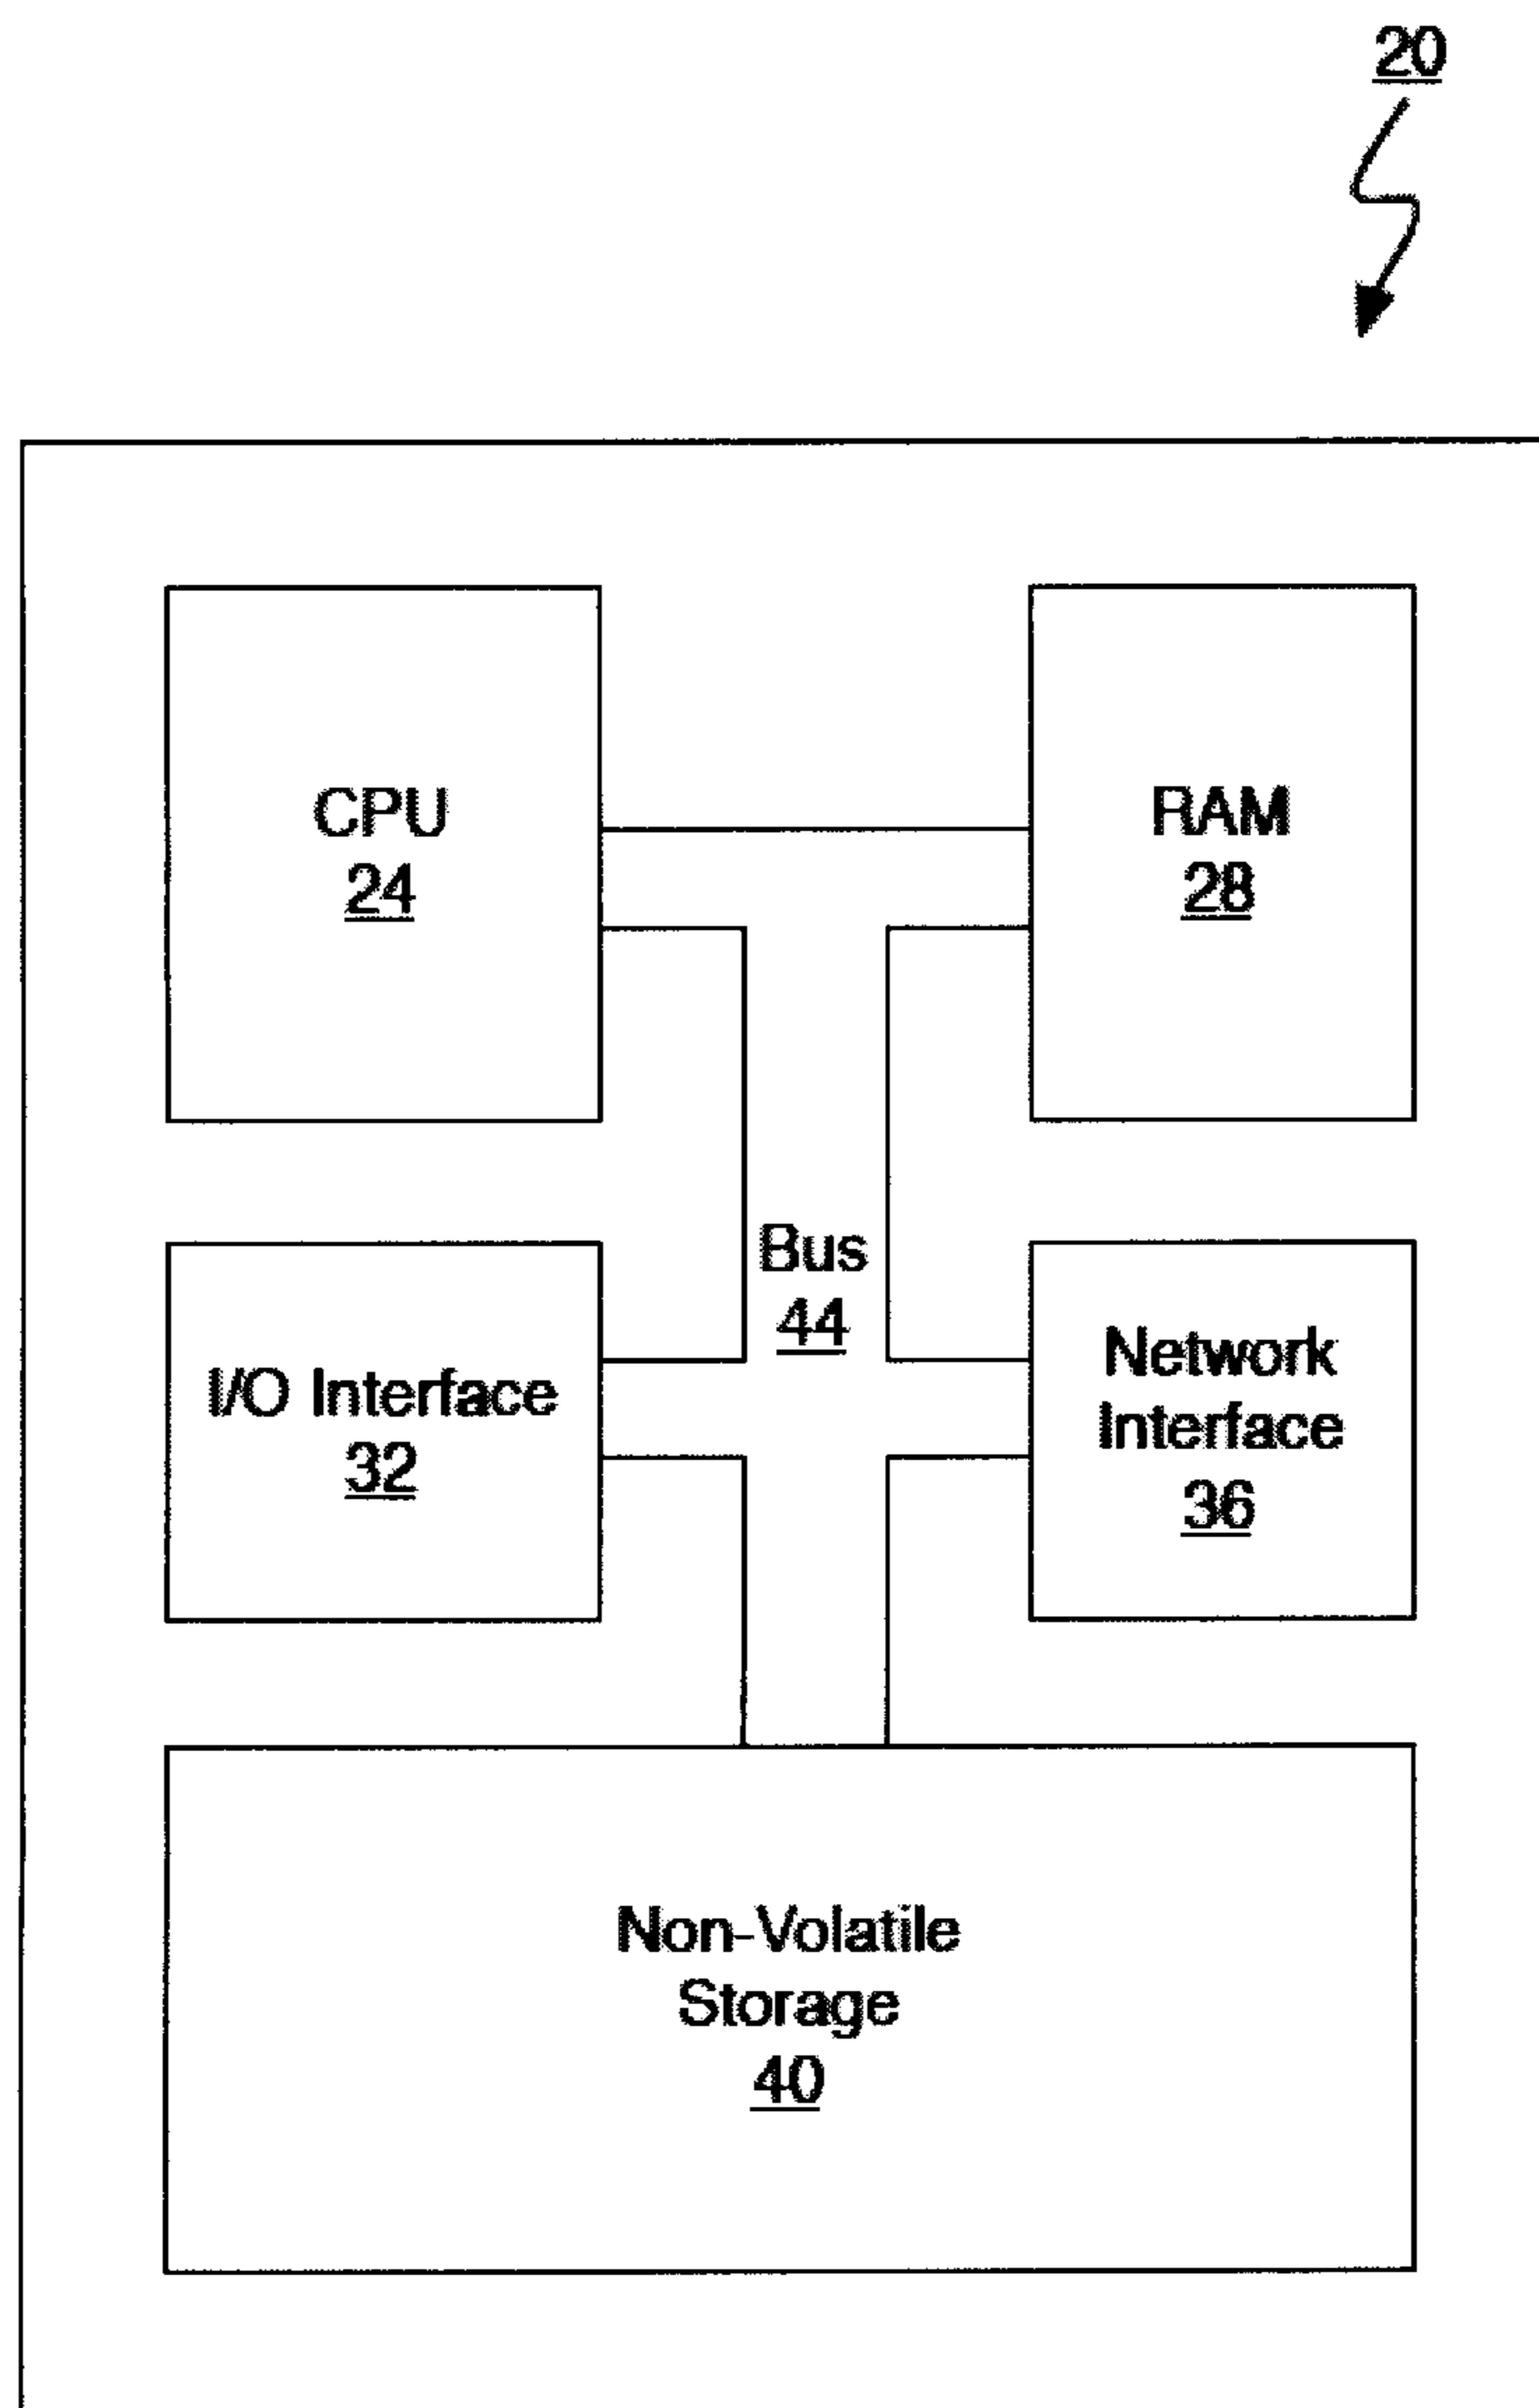 20
CPU
24
RAM
28
Bus
44
I/O Interface
32
Network
Interface
36
Non-Volatile
Storage
40